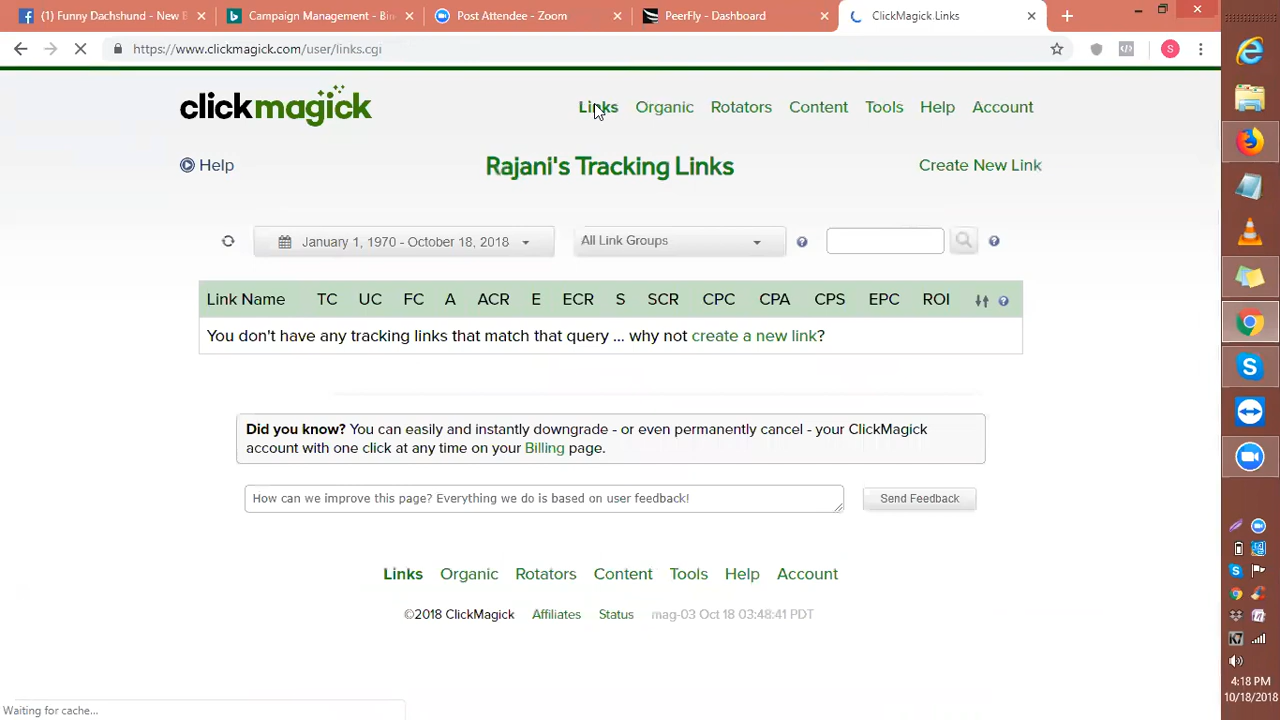 (1) Funny Dachshund - New B
Campaign Management - Bin
Post Attendee - Zoom
PeerFly - Dashboard
ClickMagick Links
https://www.clickmagick.com/user/links.cgi
S
clickmagick
Links Organic Rotators Content Tools Help Account
Help
Rajani's Tracking Links
Create New Link
January 1, 1970 - October 18, 2018
All Link Groups
Link Name TC UC FC A ACR E ECR S SCR CPC CPA CPS EPC ROI
You don't have any tracking links that match that query ... why not create a new link?
Did you know? You can easily and instantly downgrade - or even permanently cancel - your ClickMagick
account with one click at any time on your Billing page.
How can we improve this page? Everything we do is based on user feedback!
Send Feedback
Links Organic Rotators Content Tools Help Account
©2018 ClickMagick Affiliates Status mag-03 Oct 18 03:48:41 PDT
Waiting for cache...
K7
4:18 PM
10/18/2018